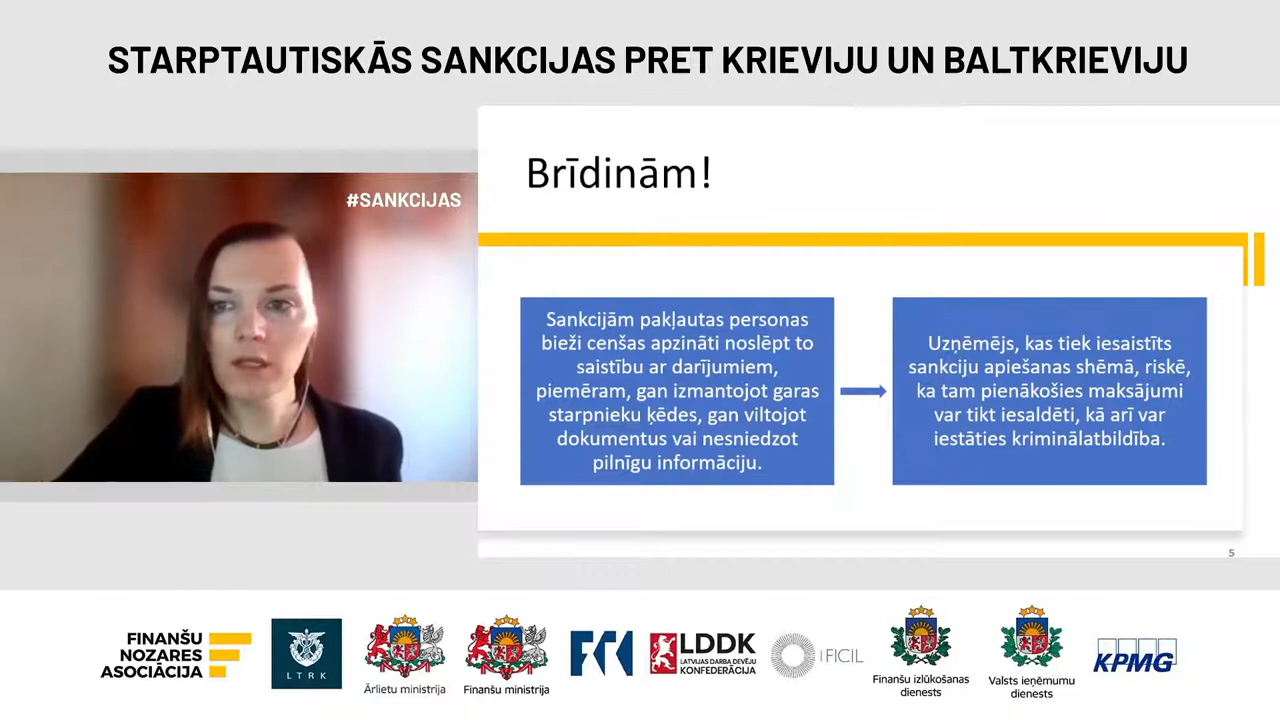 STARPTAUTISKĀS SANKCIJAS PRET KRIEVIJU UN BALTKRIEVIJU
#SANKCIJAS
Brīdinām!
Sankcijām pakļautas personas
bieži cenšas apzināti noslēpt to
saistību ar darījumiem,
piemēram, gan izmantojot garas
starpnieku ķēdes, gan viltojot
dokumentus vai nesniedzot
pilnīgu informāciju.
Uzņēmējs, kas tiek iesaistīts
sankciju apiešanas shēmā, riskē,
ka tam pienākošies maksājumi
var tikt iesaldēti, kā arī var
iestāties kriminālatbildība.
5
FINANŠU
NOZARES
ASOCIĀCIJA
LTRK
Ārlietu ministrija
Finanšu ministrija
LDDK
LATVIJAS DARBA DEVĒJU
KONFEDERĀCIJA
FICIL
Finanšu izlūkošanas
dienests
Valsts ieņēmumu
dienests
KPMG